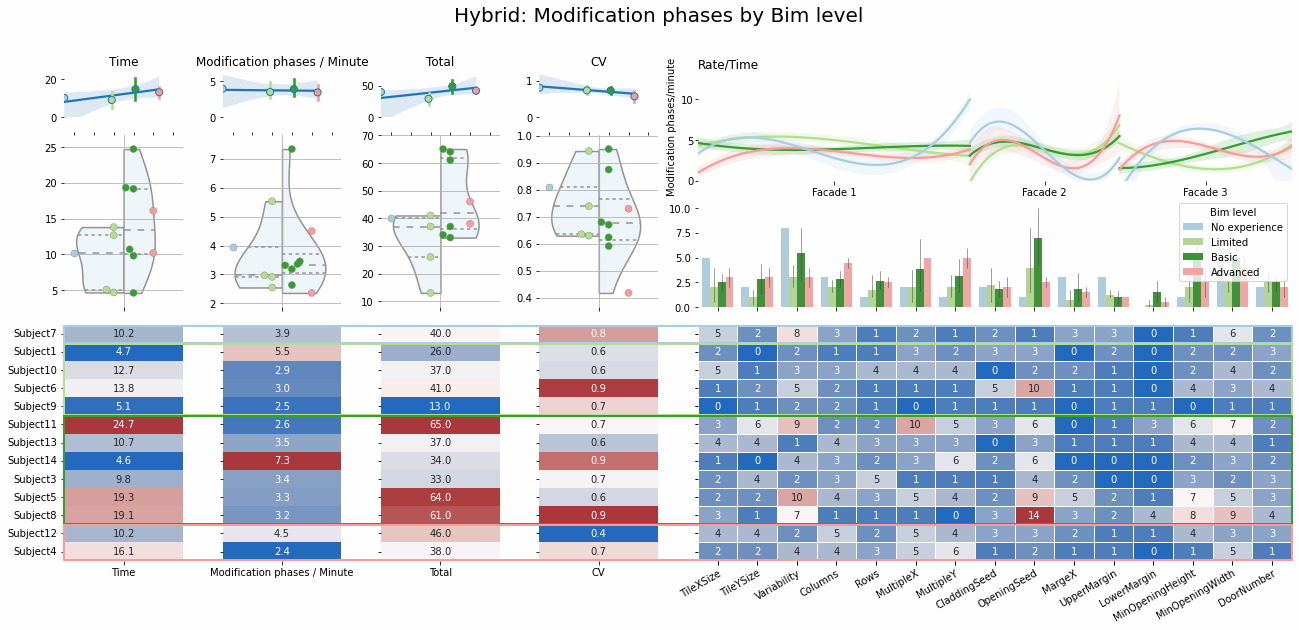 Hybrid: Modification phases by Bim level
Time
Modification phases / Minute
Total
CV
Rate/Time
20
0
5
0
50
0
1
0
Modification phases/minute
10
5
0
Facade 1
Facade 2
Facade 3
25
20
15
10
5
7
6
5
4
3
2
70
60
50
40
30
20
10
1.0
0.9
0.8
0.7
0.6
0.5
0.4
10.0
7.5
5.0
2.5
0.0
Bim level
No experience
Limited
Basic
Advanced
Subject7 10.2 3.9 40.0 0.8 5 2 8 3 1 2 1 2 1 3 3 0 1 6 2
Subject1 4.7 5.5 26.0 0.6 2 0 2 1 1 3 2 3 3 0 2 0 2 2 3
Subject10 12.7 2.9 37.0 0.6 5 1 3 3 4 4 4 0 2 2 1 0 2 4 2
Subject6 13.8 3.0 41.0 0.9 1 2 5 2 1 1 1 5 10 1 1 0 4 3 4
Subject9 5.1 2.5 13.0 0.7 0 1 2 2 1 0 1 1 1 0 1 1 0 1 1
Subject11 24.7 2.6 65.0 0.7 3 6 9 2 2 10 5 3 6 0 1 3 6 7 2
Subject13 10.7 3.5 37.0 0.6 4 4 1 4 3 3 3 0 3 1 1 1 4 4 1
Subject14 4.6 7.3 34.0 0.9 1 0 4 3 2 3 6 2 6 0 0 0 2 3 2
Subject3 9.8 3.4 33.0 0.7 2 4 2 3 5 1 1 1 4 2 0 0 3 2 3
Subject5 19.3 3.3 64.0 0.6 2 2 10 4 3 5 4 2 9 5 2 1 7 5 3
Subject8 19.1 3.2 61.0 0.9 3 1 7 1 1 1 0 3 14 3 2 4 8 9 4
Subject12 10.2 4.5 46.0 0.4 4 4 2 5 2 5 4 3 3 2 1 1 4 3 3
Subject4 16.1 2.4 38.0 0.7 2 2 4 4 3 5 6 1 2 1 1 0 1 5 1
Time
Modification phases / Minute
Total
CV
TileXSize
TileYSize
Variability
Columns
Rows
MultipleX
MultipleY
CladdingSeed
OpeningSeed
MargeX
UpperMargin
LowerMargin
MinOpeningHeight
MinOpeningWidth
DoorNumber